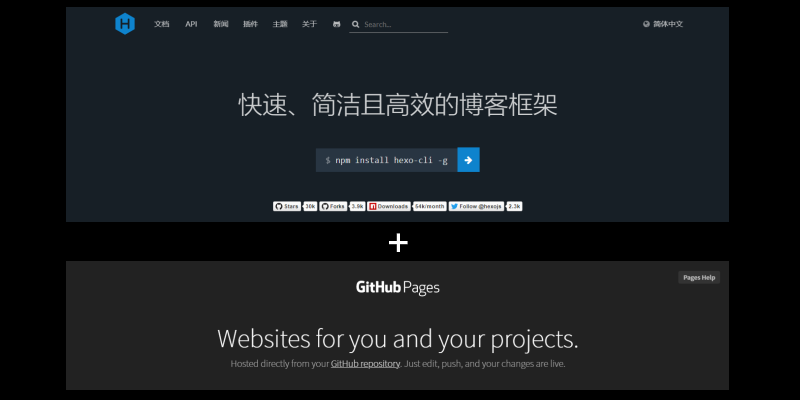 文档 API 新闻 插件 主题 关于 Search... 简体中文
快速、简洁且高效的博客框架
$ npm install hexo-cli -g
Stars 30k Forks 3.9k Downloads 54k/month Follow @hexojs 2.3k
+
Pages Help
GitHub Pages
Websites for you and your projects.
Hosted directly from your GitHub repository. Just edit, push, and your changes are live.